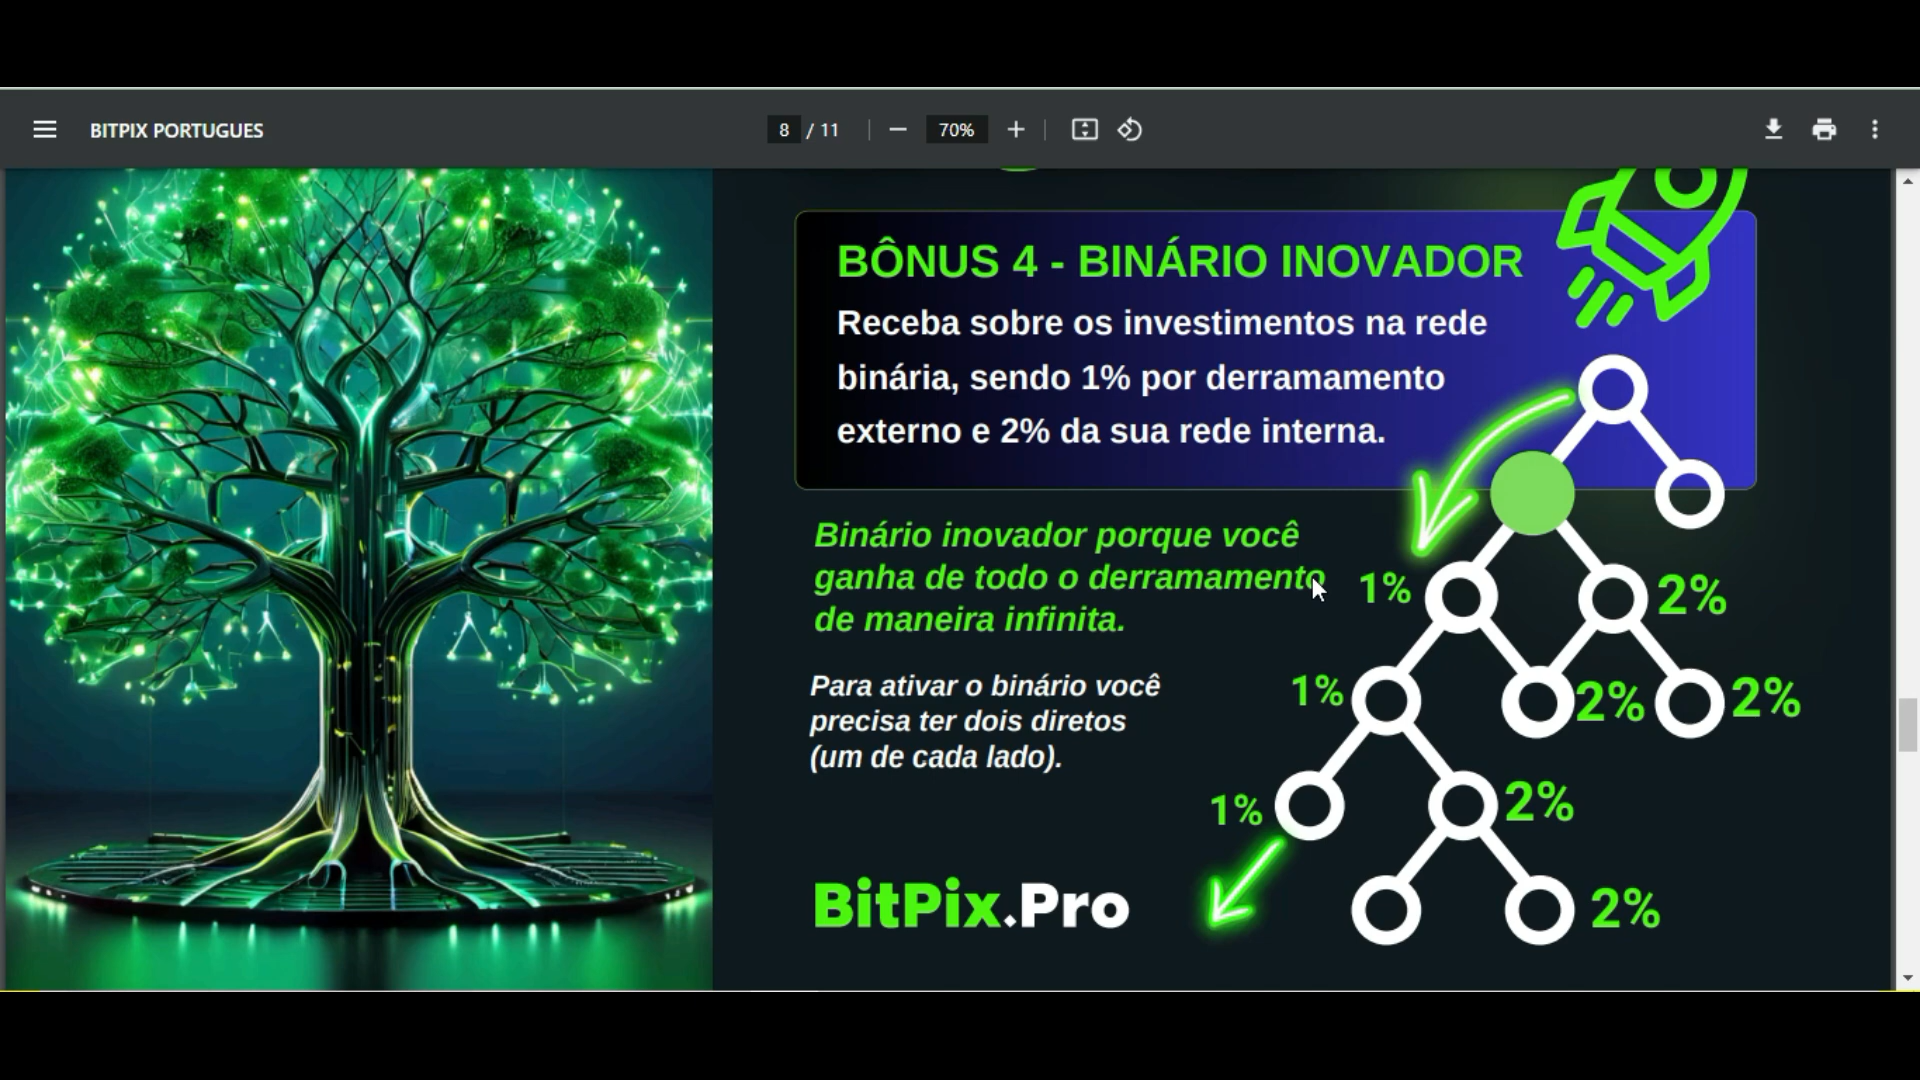 BITPIX PORTUGUES
8 / 11
70%
BÔNUS 4 - BINÁRIO INOVADOR
Receba sobre os investimentos na rede
binária, sendo 1% por derramamento
externo e 2% da sua rede interna.
Binário inovador porque você
ganha de todo o derramamento
de maneira infinita.
Para ativar o binário você
precisa ter dois diretos
(um de cada lado).
1%
2%
1%
2%
2%
1%
2%
2%
BitPix.Pro